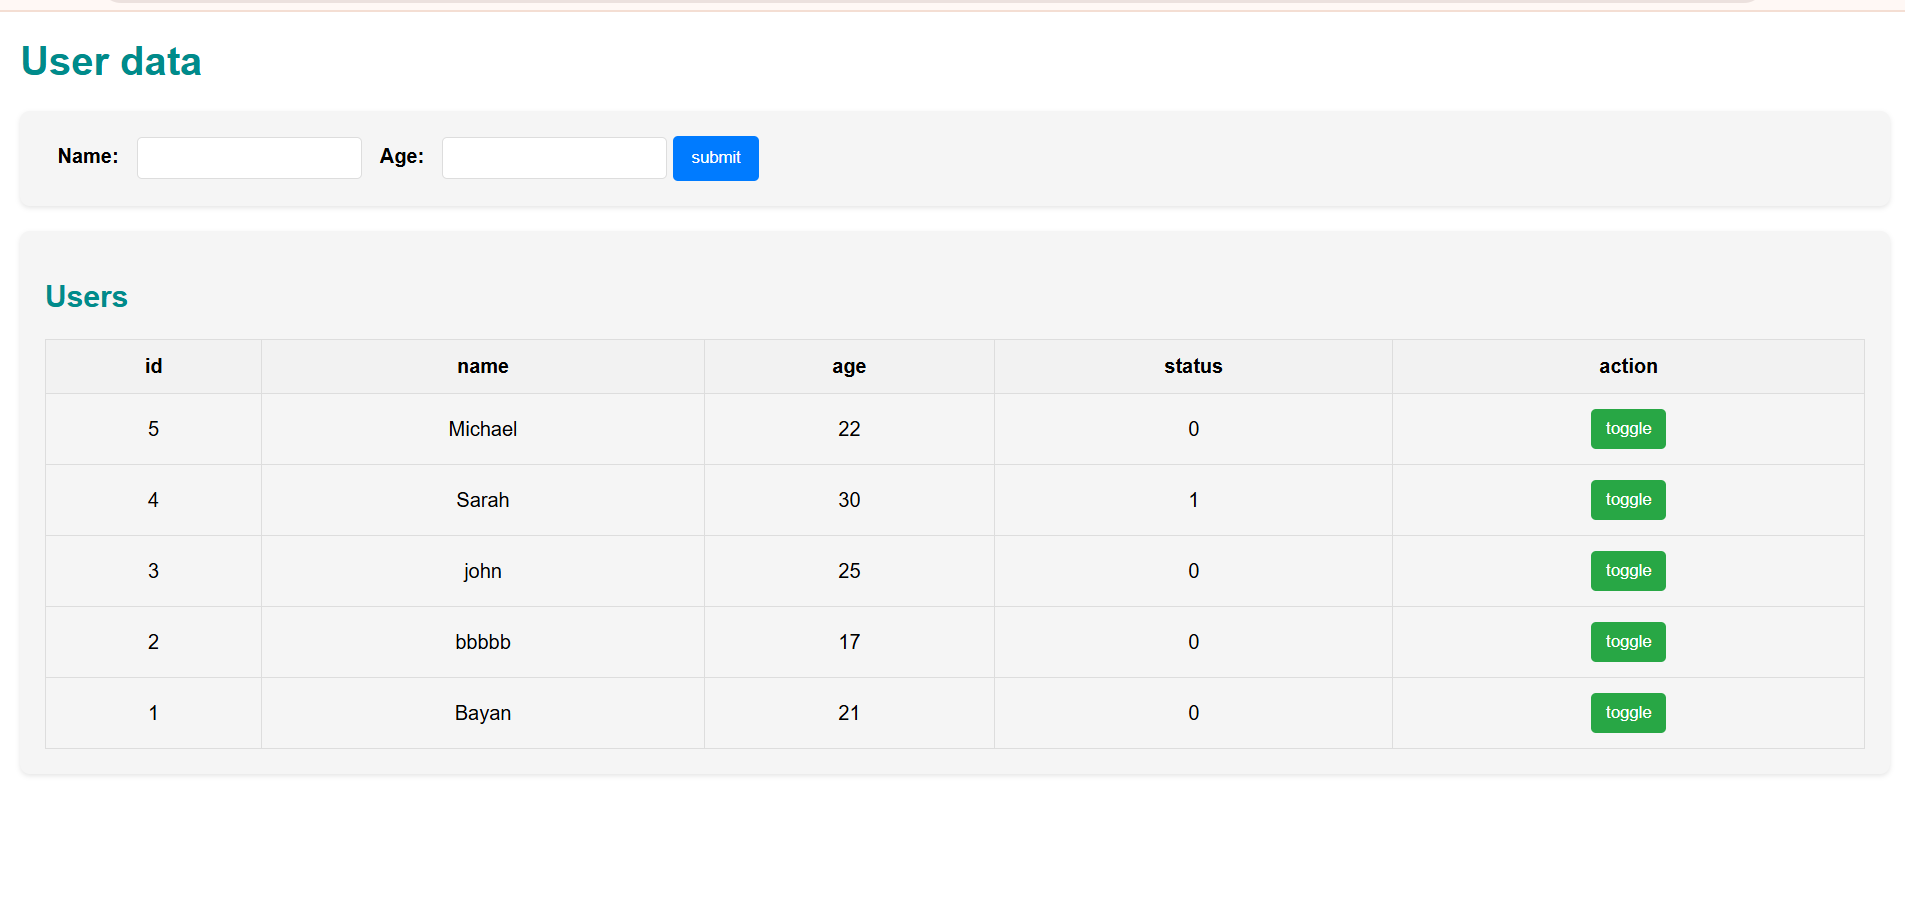 User data
Name: Age: submit
Users
id name age status action
5 Michael 22 0 toggle
4 Sarah 30 1 toggle
3 john 25 0 toggle
2 bbbbb 17 0 toggle
1 Bayan 21 0 toggle